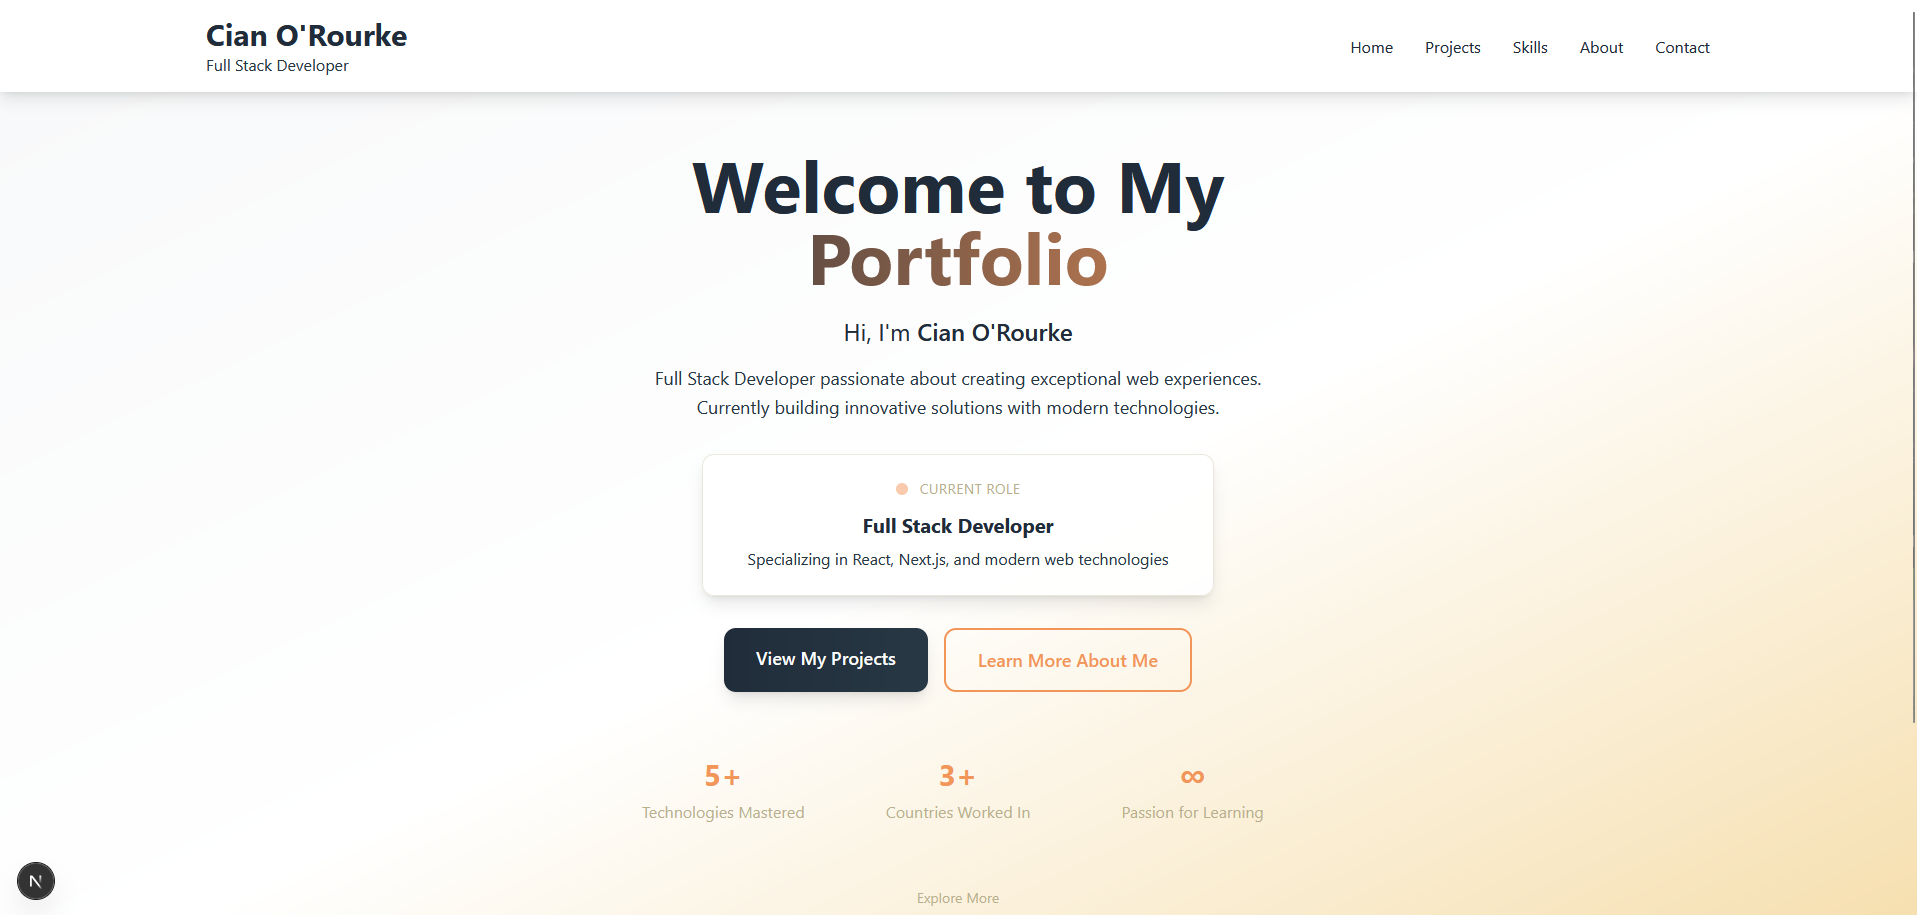 Cian O'Rourke
Full Stack Developer
Home Projects Skills About Contact
Welcome to My
Portfolio
Hi, I'm Cian O'Rourke
Full Stack Developer passionate about creating exceptional web experiences.
Currently building innovative solutions with modern technologies.
CURRENT ROLE
Full Stack Developer
Specializing in React, Next.js, and modern web technologies
View My Projects
Learn More About Me
5+
Technologies Mastered
3+
Countries Worked In
∞
Passion for Learning
N
Explore More